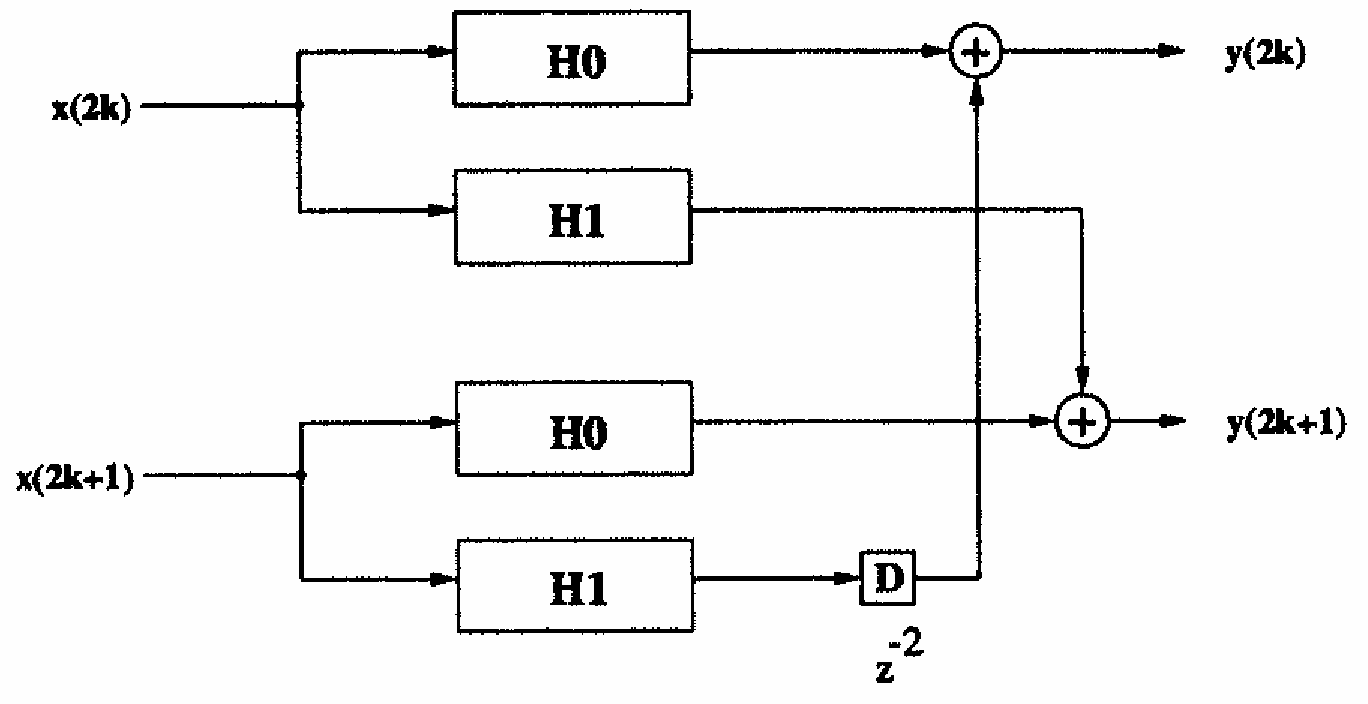 H0
y(2k)
x(2k)
H1
H0
y(2k+1)
x(2k+1)
H1
D
z-2
+
+